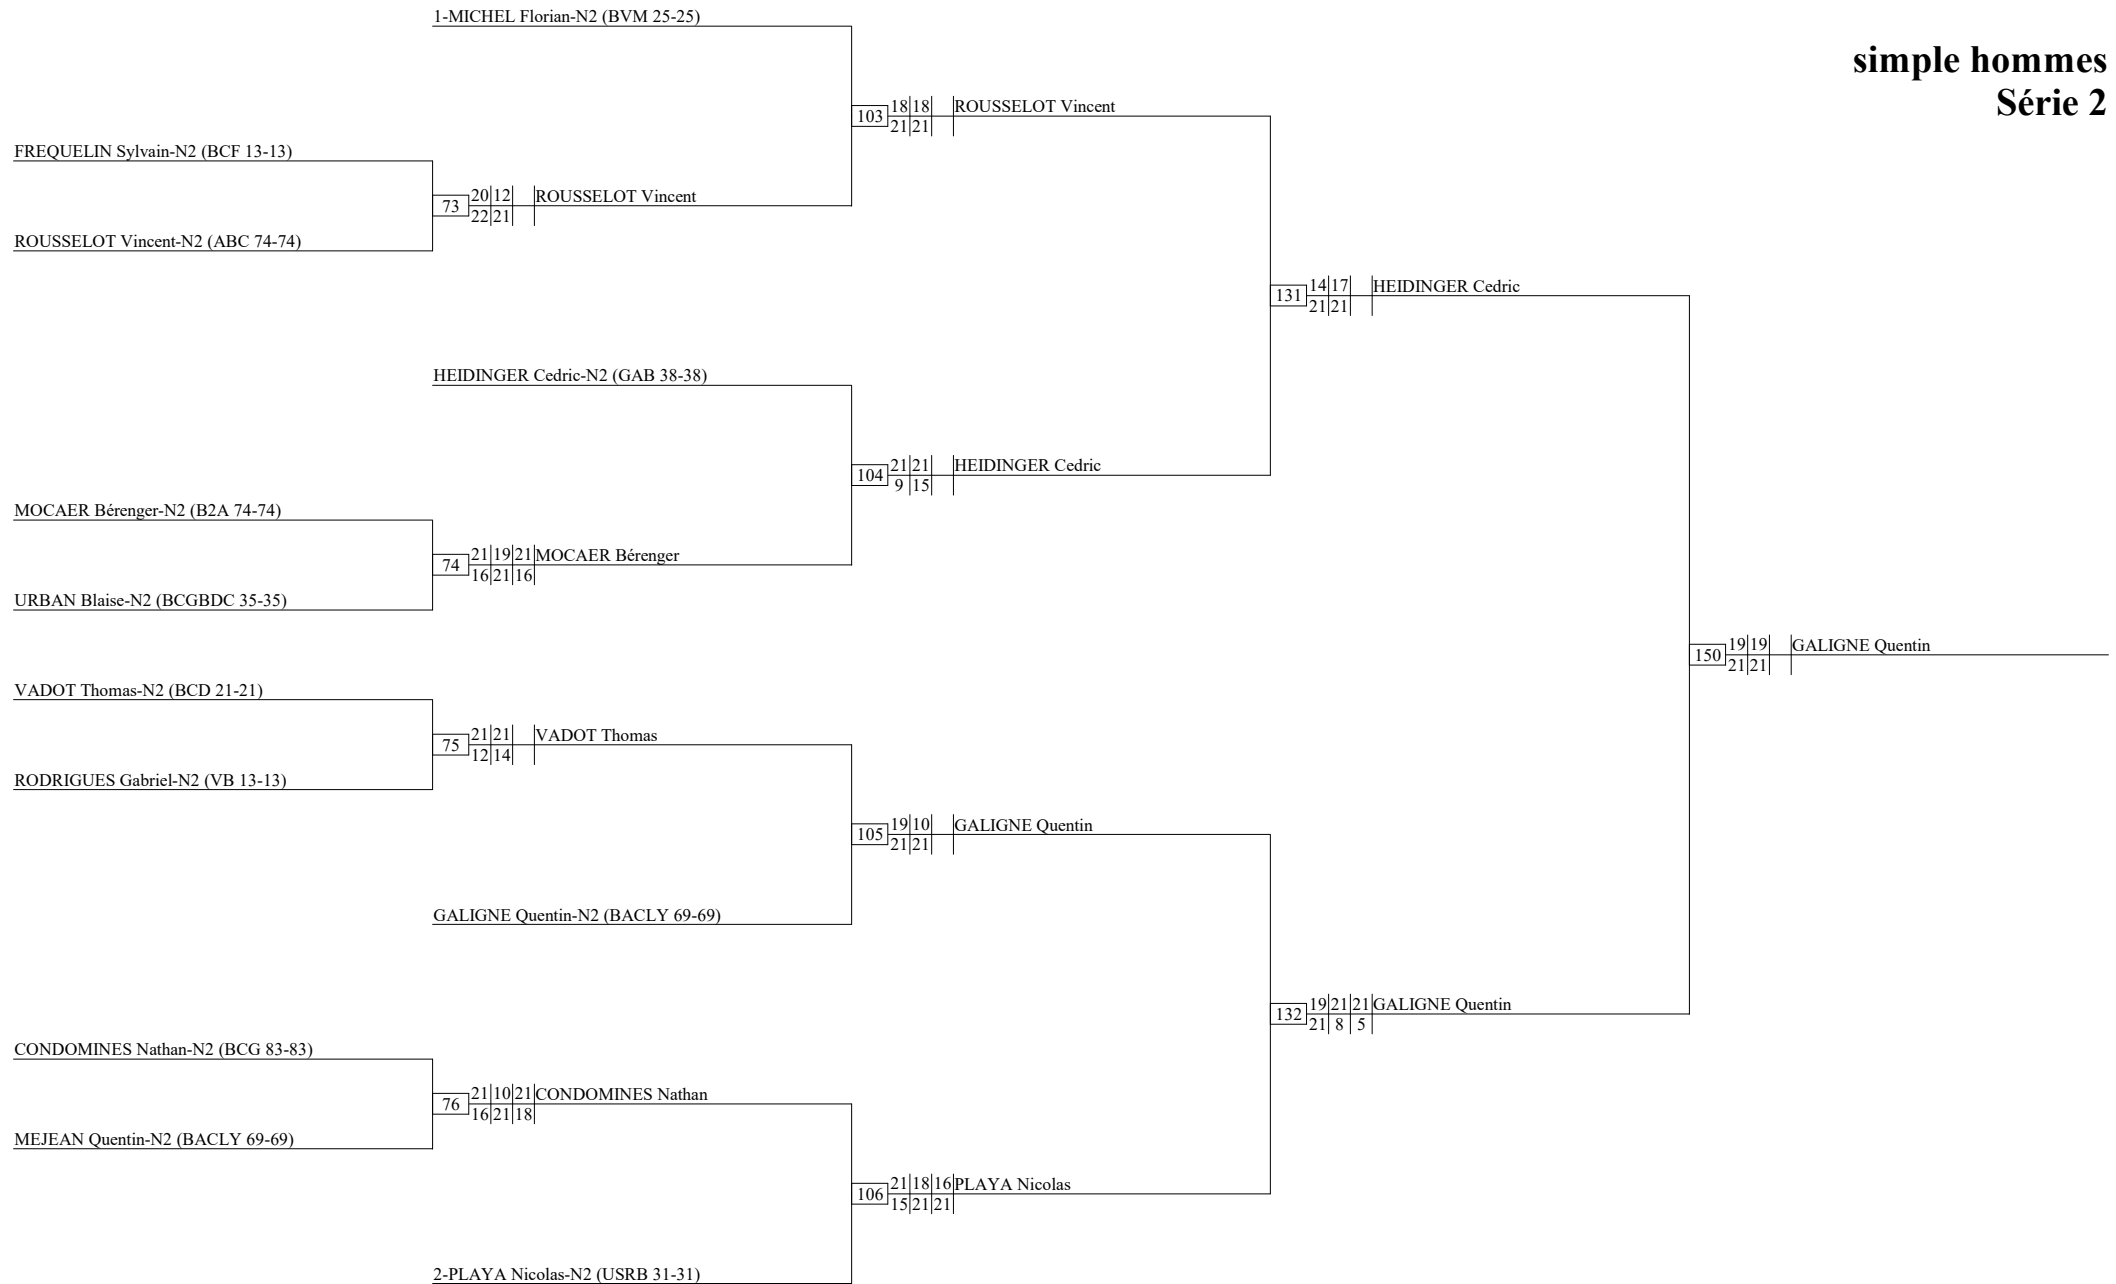 1-MICHEL Florian-N2 (BVM 25-25)
simple hommes
Série 2
103 18 18 ROUSSELOT Vincent
21 21
FREQUELIN Sylvain-N2 (BCF 13-13)
73 20 12 ROUSSELOT Vincent
22 21
ROUSSELOT Vincent-N2 (ABC 74-74)
131 14 17 HEIDINGER Cedric
21 21
HEIDINGER Cedric-N2 (GAB 38-38)
104 21 21 HEIDINGER Cedric
9 15
MOCAER Bérenger-N2 (B2A 74-74)
74 21 19 21 MOCAER Bérenger
16 21 16
URBAN Blaise-N2 (BCGBDC 35-35)
150 19 19 GALIGNE Quentin
21 21
VADOT Thomas-N2 (BCD 21-21)
75 21 21 VADOT Thomas
12 14
RODRIGUES Gabriel-N2 (VB 13-13)
105 19 10 GALIGNE Quentin
21 21
GALIGNE Quentin-N2 (BACLY 69-69)
132 19 21 21 GALIGNE Quentin
21 8 5
CONDOMINES Nathan-N2 (BCG 83-83)
76 21 10 21 CONDOMINES Nathan
16 21 18
MEJEAN Quentin-N2 (BACLY 69-69)
106 21 18 16 PLAYA Nicolas
15 21 21
2-PLAYA Nicolas-N2 (USRB 31-31)